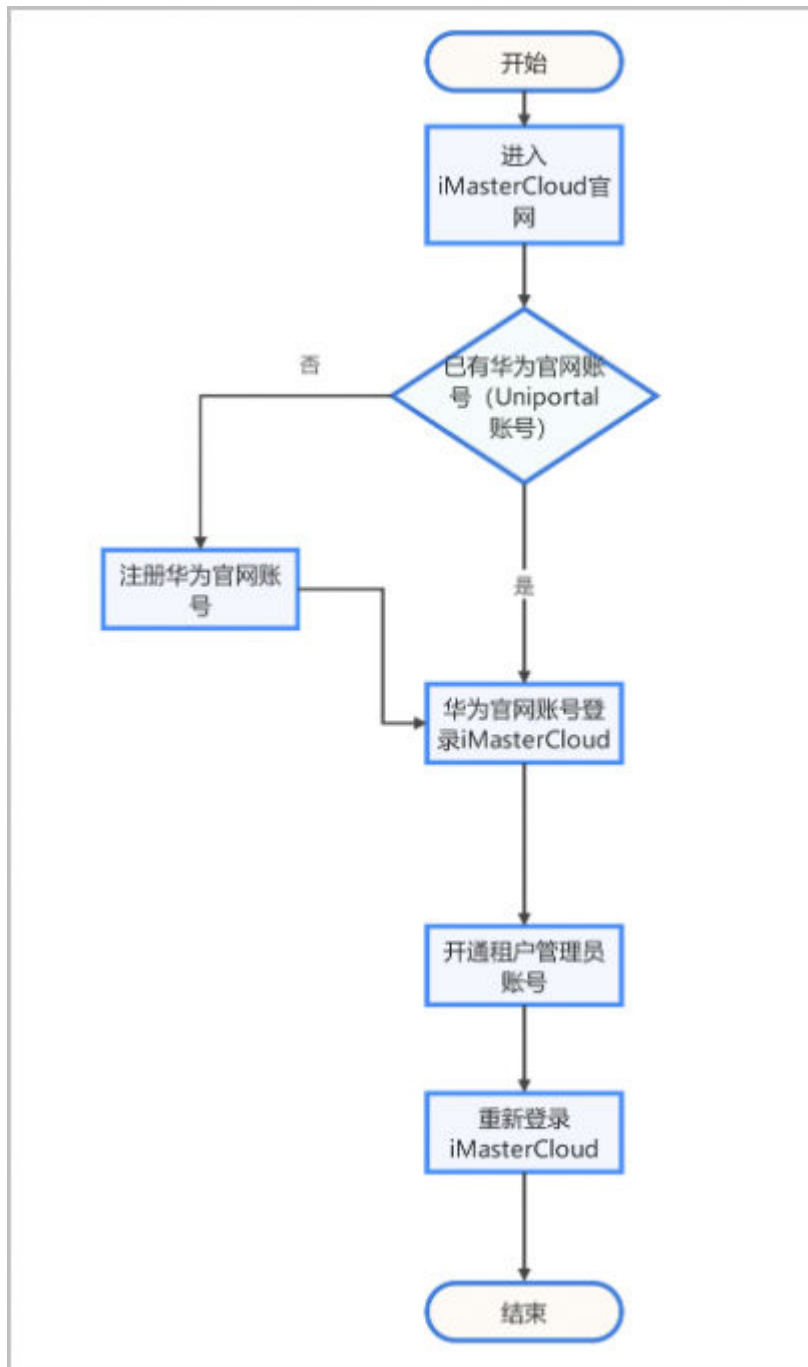 开始
进入
iMasterCloud官
网
已有华为官网账
号（Uniportal
账号）
否
是
注册华为官网账
号
华为官网账号登
录iMasterCloud
开通租户管理员
账号
重新登录
iMasterCloud
结束